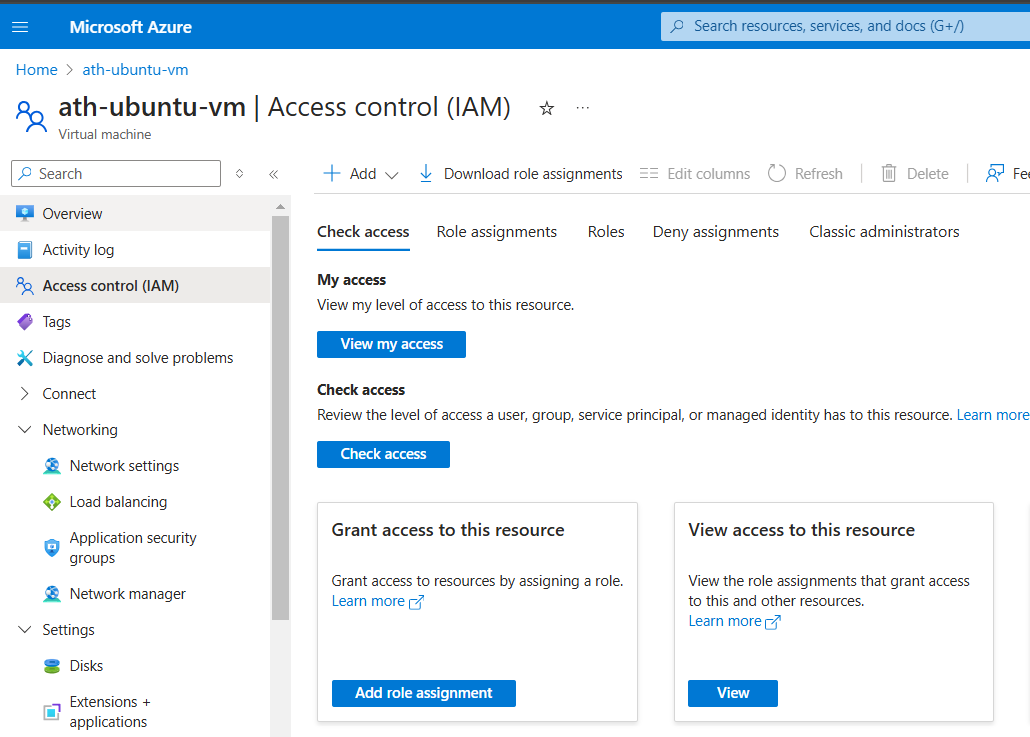 Microsoft Azure
Search resources, services, and docs (G+/)
Home > ath-ubuntu-vm
ath-ubuntu-vm | Access control (IAM)
Virtual machine
Search
Add
Download role assignments
Edit columns
Refresh
Delete
Overview
Activity log
Access control (IAM)
Tags
Diagnose and solve problems
Connect
Networking
Network settings
Load balancing
Application security
groups
Network manager
Settings
Disks
Extensions +
applications
Check access
Role assignments
Roles
Deny assignments
Classic administrators
My access
View my level of access to this resource.
View my access
Check access
Review the level of access a user, group, service principal, or managed identity has to this resource. Learn more
Check access
Grant access to this resource
Grant access to resources by assigning a role.
Learn more
Add role assignment
View access to this resource
View the role assignments that grant access
to this and other resources.
Learn more
View